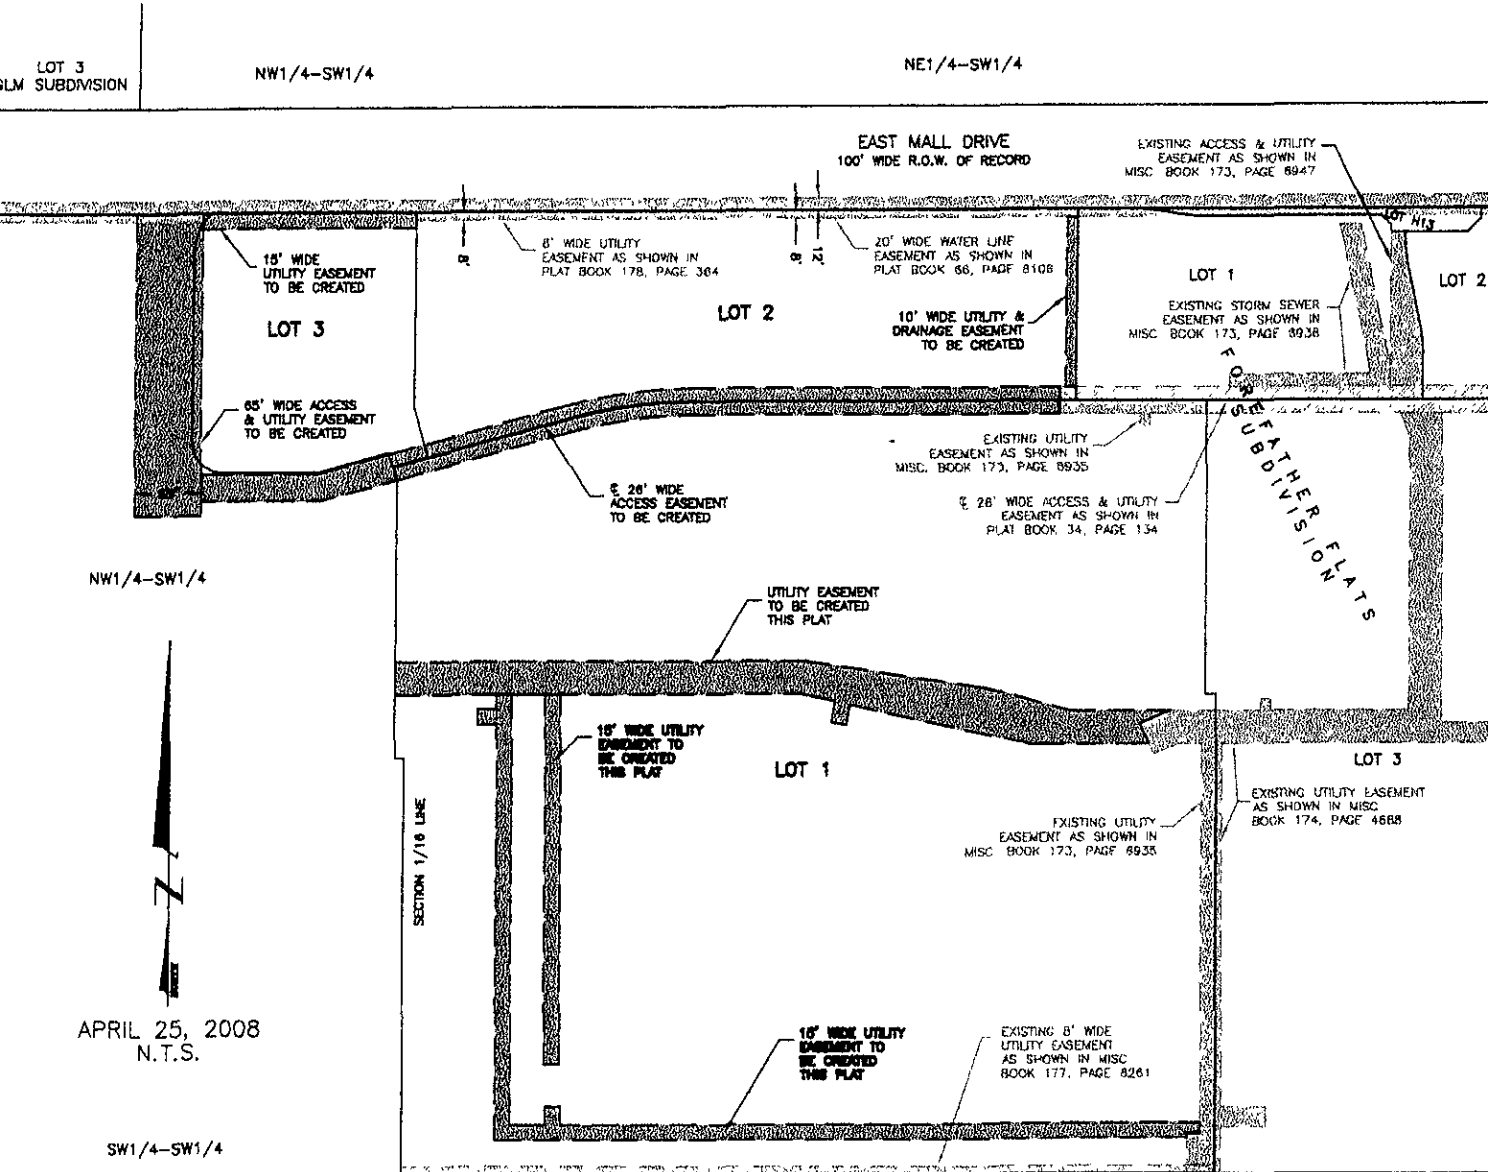 LOT 3
GLM SUBDIVISION
NW1/4-SW1/4
NE1/4-SW1/4
EAST MALL DRIVE
100' WIDE R.O.W. OF RECORD
EXISTING ACCESS & UTILITY
EASEMENT AS SHOWN IN
MISC BOOK 173, PAGE 6947
LOT H13
15' WIDE
UTILITY EASEMENT
TO BE CREATED
8'
8' WIDE UTILITY
EASEMENT AS SHOWN IN
PLAT BOOK 178, PAGE 364
8'
12'
20' WIDE WATER LINE
EASEMENT AS SHOWN IN
PLAT BOOK 66, PAGE 8108
LOT 1
LOT 2
LOT 3
LOT 2
10' WIDE UTILITY &
DRAINAGE EASEMENT
TO BE CREATED
EXISTING STORM SEWER
EASEMENT AS SHOWN IN
MISC BOOK 173, PAGE 6938
65' WIDE ACCESS
& UTILITY EASEMENT
TO BE CREATED
FOREFATHER FLATS
SUBDIVISION
EXISTING UTILITY
EASEMENT AS SHOWN IN
MISC. BOOK 173, PAGE 6935
℄ 26' WIDE
ACCESS EASEMENT
TO BE CREATED
℄ 26' WIDE ACCESS & UTILITY
EASEMENT AS SHOWN IN
PLAT BOOK 34, PAGE 134
NW1/4-SW1/4
UTILITY EASEMENT
TO BE CREATED
THIS PLAT
15' WIDE UTILITY
EASEMENT TO
BE CREATED
THIS PLAT
LOT 1
LOT 3
EXISTING UTILITY EASEMENT
AS SHOWN IN MISC
BOOK 174, PAGE 4668
EXISTING UTILITY
EASEMENT AS SHOWN IN
MISC BOOK 173, PAGE 6935
SECTION 1/16 LINE
N
APRIL 25, 2008
N.T.S.
15' WIDE UTILITY
EASEMENT TO
BE CREATED
THIS PLAT
EXISTING 8' WIDE
UTILITY EASEMENT
AS SHOWN IN MISC
BOOK 177, PAGE 6261
SW1/4-SW1/4